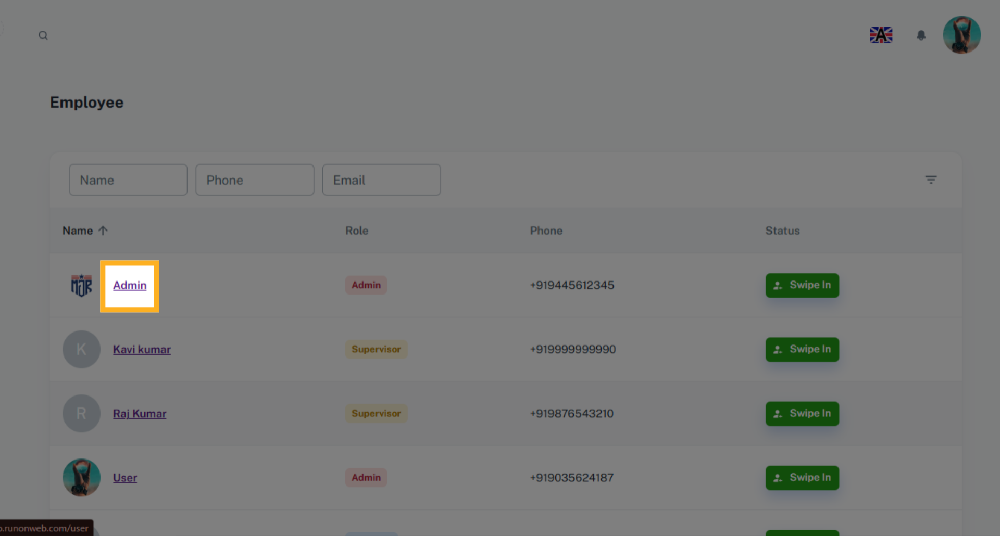 A
Employee
Name Phone Email
Name Role Phone Status
MJR Admin Admin +919445612345 Swipe In
K Kavi kumar Supervisor +919999999990 Swipe In
R Raj Kumar Supervisor +919876543210 Swipe In
User Admin +919035624187 Swipe In
.runonweb.com/user